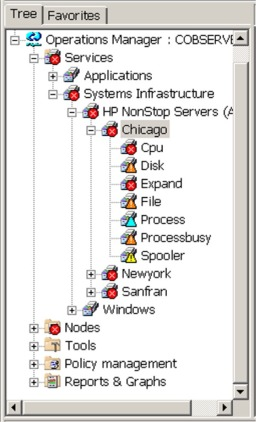 Tree Favorites
Operations Manager : COBSERVE
Services
Applications
Systems Infrastructure
HP NonStop Servers (A
Chicago
Cpu
Disk
Expand
File
Process
Processbusy
Spooler
Newyork
Sanfran
Windows
Nodes
Tools
Policy management
Reports & Graphs